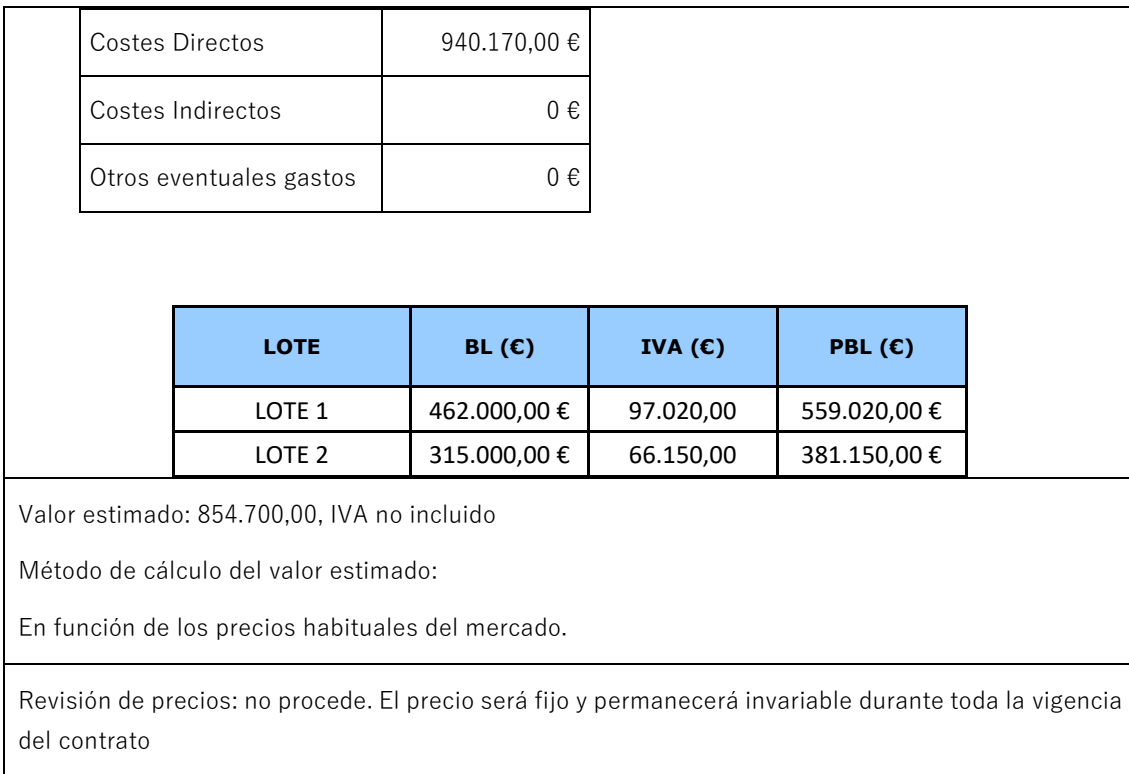 Costes Directos 940.170,00 €
Costes Indirectos 0 €
Otros eventuales gastos 0 €
LOTE BL (€) IVA (€) PBL (€)
LOTE 1 462.000,00 € 97.020,00 559.020,00 €
LOTE 2 315.000,00 € 66.150,00 381.150,00 €
Valor estimado: 854.700,00, IVA no incluido
Método de cálculo del valor estimado:
En función de los precios habituales del mercado.
Revisión de precios: no procede. El precio será fijo y permanecerá invariable durante toda la vigencia
del contrato